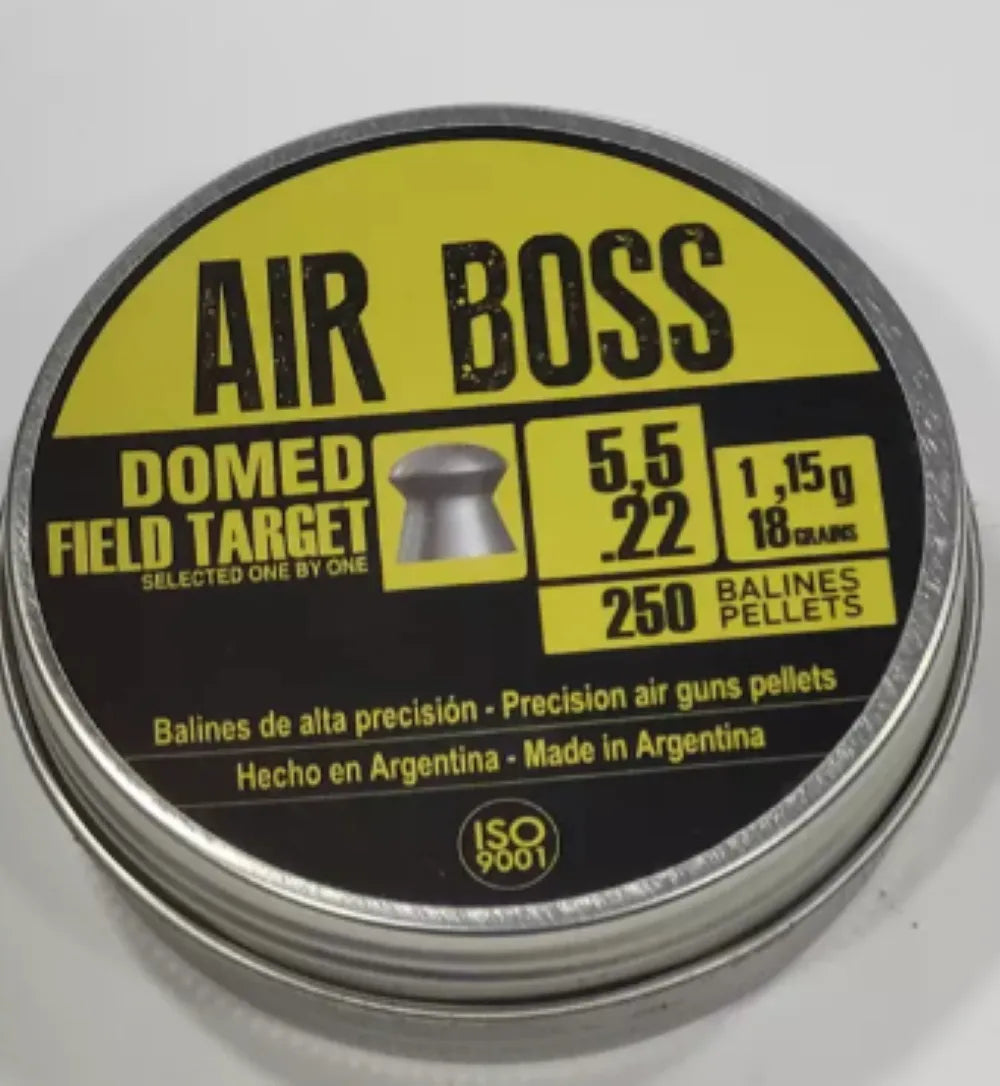 AIR BOSS
DOMED
FIELD TARGET
SELECTED ONE BY ONE
5,5
.22
1,15g
18 GRAINS
250 BALINES
PELLETS
Balines de alta precisión - Precision air guns pellets
Hecho en Argentina - Made in Argentina
ISO
9001